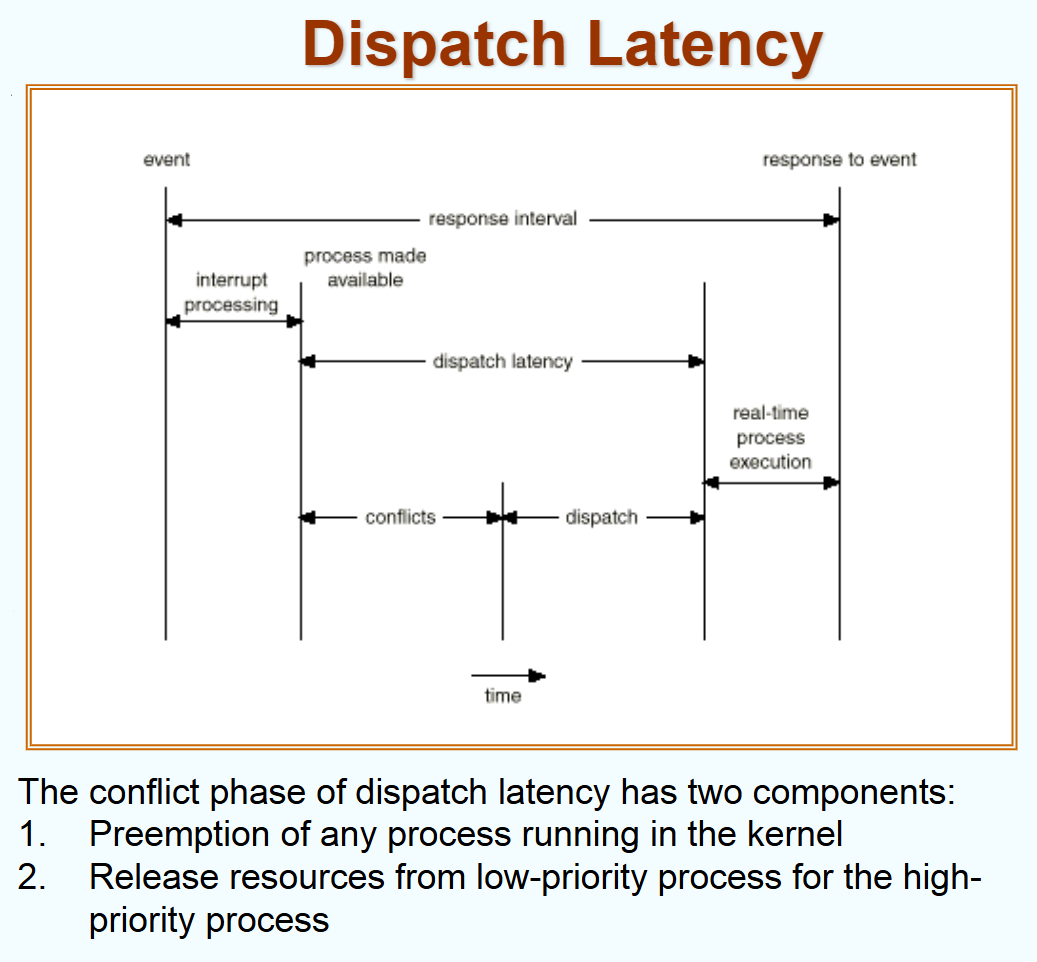 Dispatch Latency
event
response to event
response interval
process made
available
interrupt
processing
dispatch latency
real-time
process
execution
conflicts
dispatch
time
The conflict phase of dispatch latency has two components:
1. Preemption of any process running in the kernel
2. Release resources from low-priority process for the high-
priority process